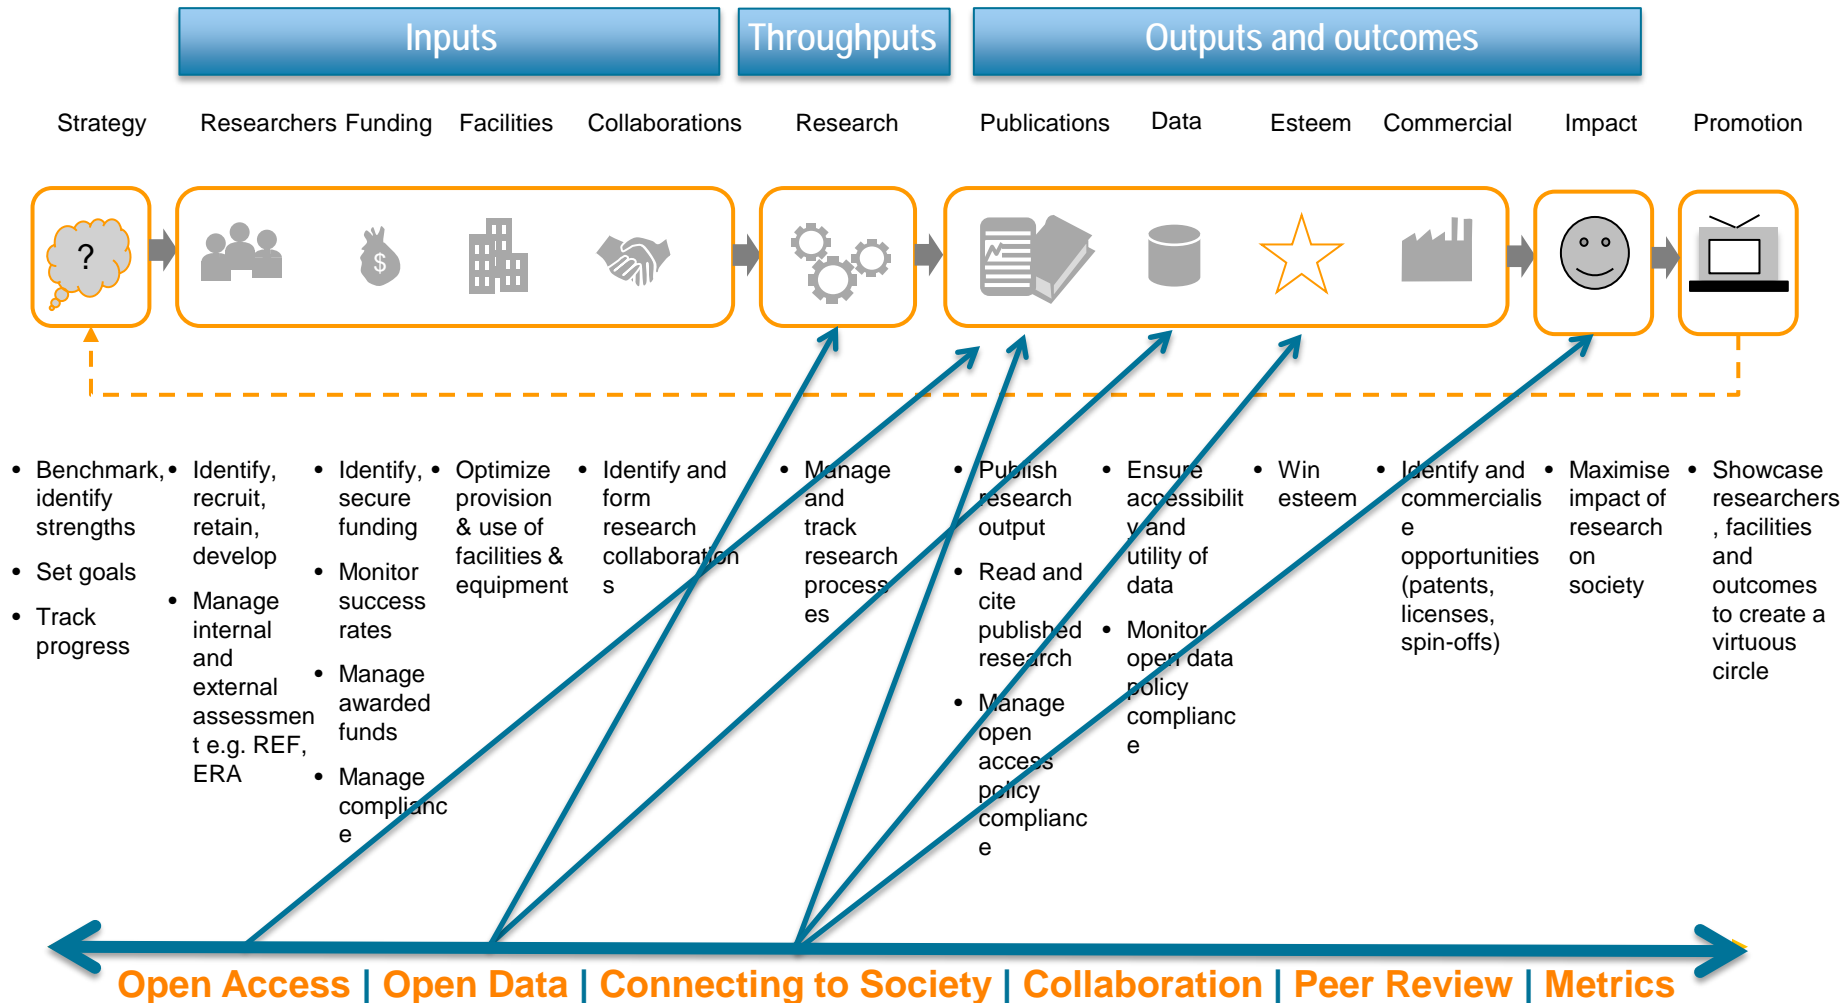 Inputs
Throughputs
Outputs and outcomes
Strategy
Researchers
Funding
Facilities
Collaborations
Research
Publications
Data
Esteem
Commercial
Impact
Promotion
?
$
• Benchmark,
identify
strengths
• Set goals
• Track
progress
• Identify,
recruit,
retain,
develop
• Manage
internal
and
external
assessmen
t e.g. REF,
ERA
• Identify,
secure
funding
• Monitor
success
rates
• Manage
awarded
funds
• Manage
complianc
e
• Optimize
provision
& use of
facilities &
equipment
• Identify and
form
research
collaboration
s
• Manage
and
track
research
process
es
• Publish
research
output
• Read and
cite
published
research
• Manage
open
access
policy
complianc
e
• Ensure
accessibilit
y and
utility of
data
• Monitor
open data
policy
complianc
e
• Win
esteem
• Identify and
commercialis
e
opportunities
(patents,
licenses,
spin-offs)
• Maximise
impact of
research
on
society
• Showcase
researchers
, facilities
and
outcomes
to create a
virtuous
circle
Open Access | Open Data | Connecting to Society | Collaboration | Peer Review | Metrics